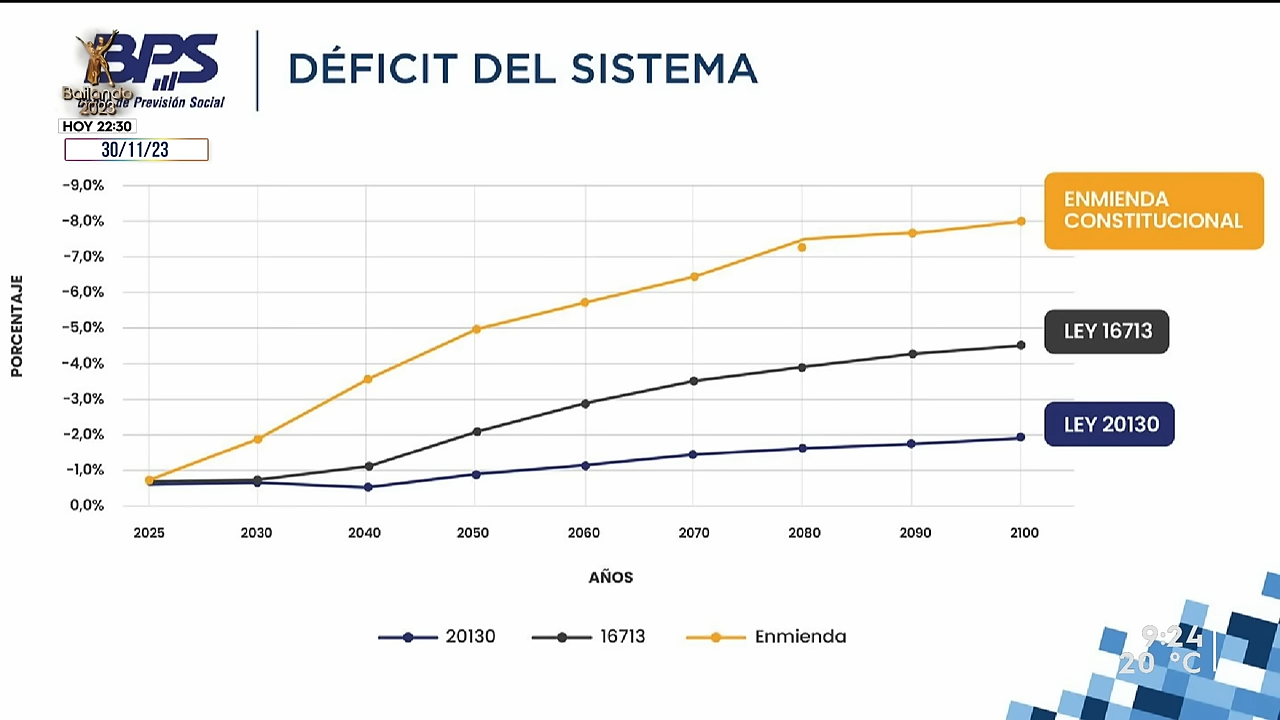 BPS
DÉFICIT DEL SISTEMA
Bailando
de Previsión Social
2023
HOY 22:30
30/11/23
PORCENTAJE
-9,0%
-8,0%
-7,0%
-6,0%
-5,0%
-4,0%
-3,0%
-2,0%
-1,0%
0,0%
ENMIENDA
CONSTITUCIONAL
LEY 16713
LEY 20130
2025 2030 2040 2050 2060 2070 2080 2090 2100
AÑOS
20130 16713 Enmienda
9:24
20 °C